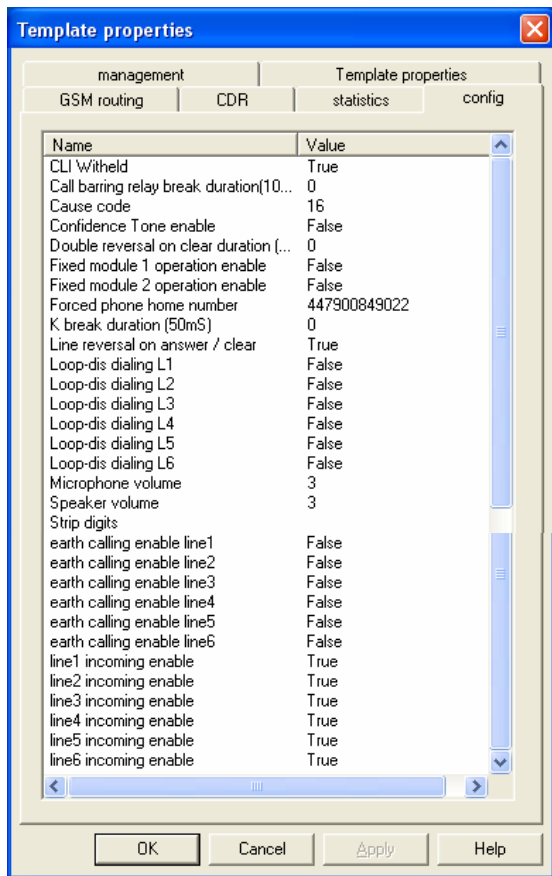 Template properties
management Template properties
GSM routing CDR statistics config
Name Value
CLI Witheld True
Call barring relay break duration(10... 0
Cause code 16
Confidence Tone enable False
Double reversal on clear duration (... 0
Fixed module 1 operation enable False
Fixed module 2 operation enable False
Forced phone home number 447900849022
K break duration (50mS) 0
Line reversal on answer / clear True
Loop-dis dialing L1 False
Loop-dis dialing L2 False
Loop-dis dialing L3 False
Loop-dis dialing L4 False
Loop-dis dialing L5 False
Loop-dis dialing L6 False
Microphone volume 3
Speaker volume 3
Strip digits
earth calling enable line1 False
earth calling enable line2 False
earth calling enable line3 False
earth calling enable line4 False
earth calling enable line5 False
earth calling enable line6 False
line1 incoming enable True
line2 incoming enable True
line3 incoming enable True
line4 incoming enable True
line5 incoming enable True
line6 incoming enable True
OK Cancel Apply Help